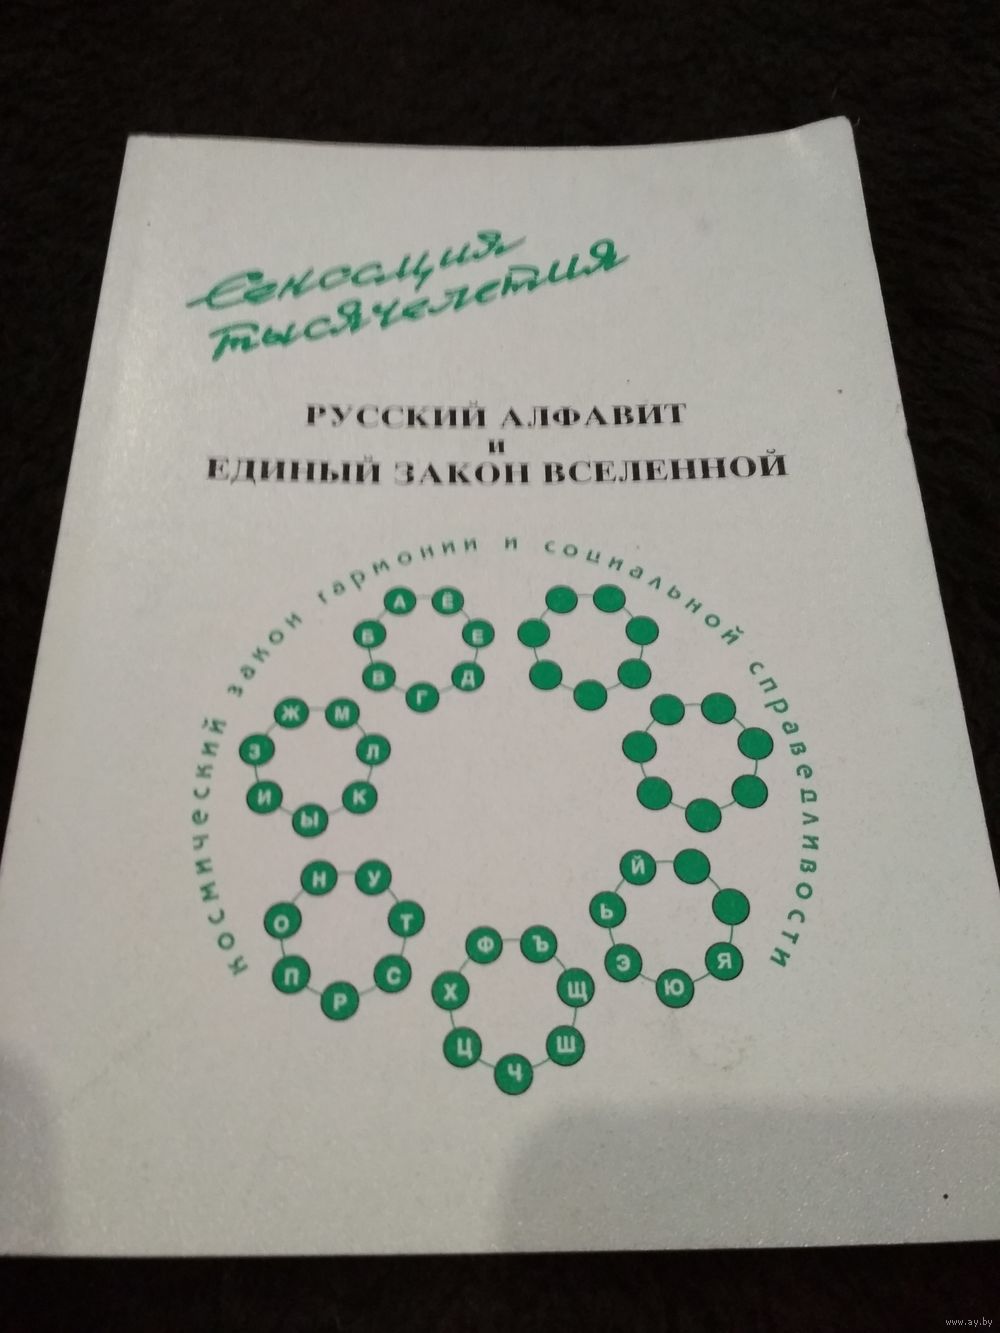 Сенсация
тысячелетия
РУССКИЙ АЛФАВИТ
и
ЕДИНЫЙ ЗАКОН ВСЕЛЕННОЙ
космический закон гармонии и социальной справедливости
А Б В Г Д Е Ё
Ж З И Ы К Л М
Н О П Р С Т У
Ф Х Ц Ч Ш Щ Ъ
Й Ь Э Ю Я
www.ay.by